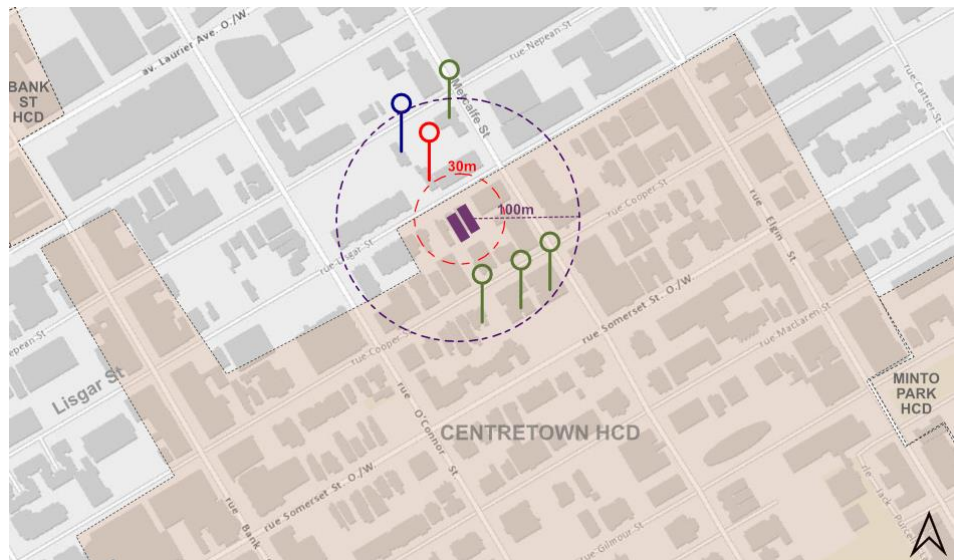 av. Laurier Ave. O./W.
rue Nepean St
BANK
ST
HCD
Metcalfe St
rue Cartier St
30m
100m
rue Cooper St
rue Lisgar St
rue Elgin St
Nepean St
rue Cooper St
rue Somerset St. O./W.
rue Maclaren St
Lisgar St
rue O'Connor St
MINTO
PARK
HCD
CENTRETOWN HCD
rue Somerset St. O./W.
rue Bank
rue Gilmour St